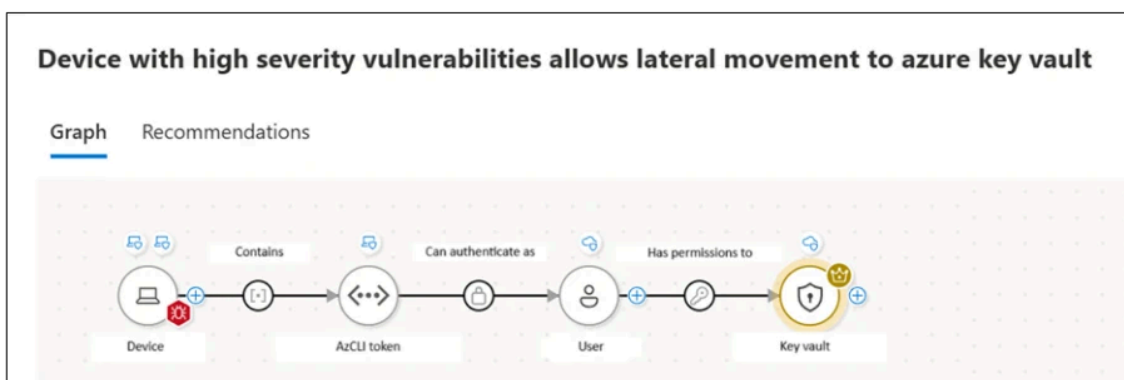 Device with high severity vulnerabilities allows lateral movement to azure key vault
Graph Recommendations
Contains
Can authenticate as
Has permissions to
Device
AzCLI token
User
Key vault